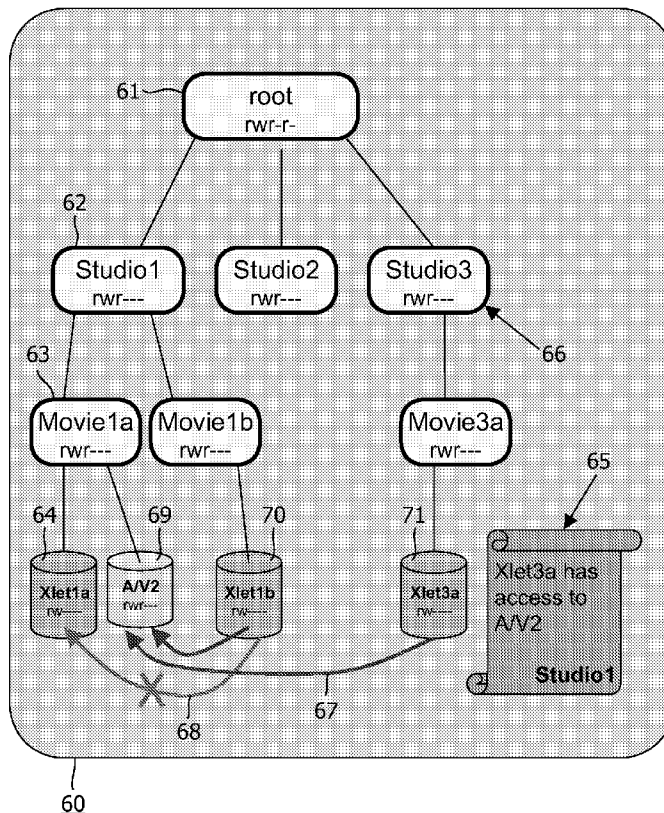 61
root
rwr-r-
62
Studio1
rwr---
Studio2
rwr---
Studio3
rwr---
66
63
Movie1a
rwr---
Movie1b
rwr---
Movie3a
rwr---
65
64
69
70
71
Xlet1a
rw----
A/V2
rwr---
Xlet1b
rw----
Xlet3a
rw----
Xlet3a has
access to
A/V2
Studio1
67
68
60